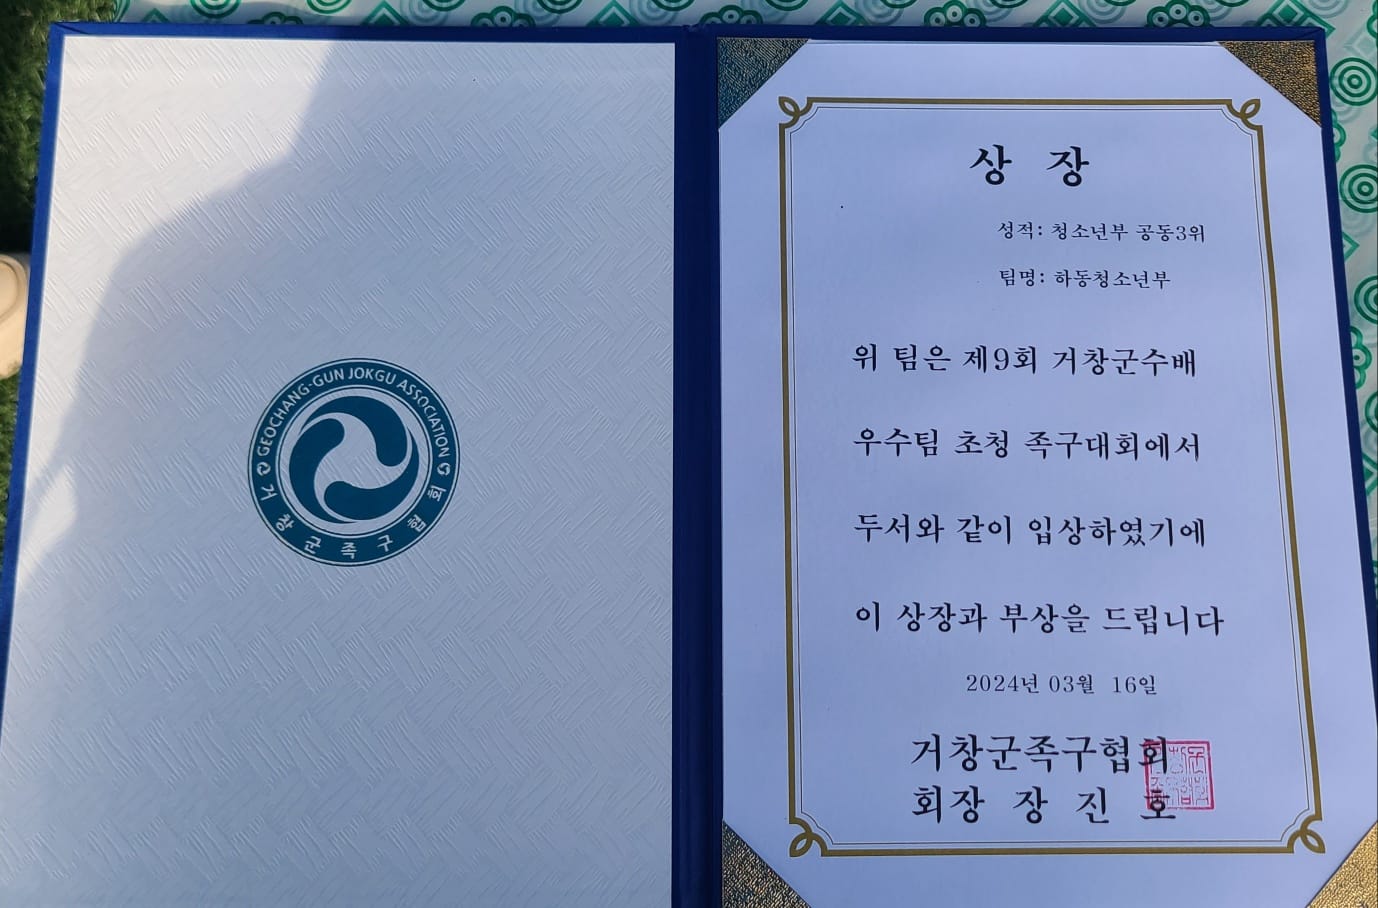 GEOCHANG-GUN JOKGU ASSOCIATION
거창군족구협회
상 장
성적: 청소년부 공동3위
팀명: 하동청소년부
위 팀은 제9회 거창군수배
우수팀 초청 족구대회에서
두서와 같이 입상하였기에
이 상장과 부상을 드립니다
2024년 03월 16일
거창군족구협회
회장 장 진 호